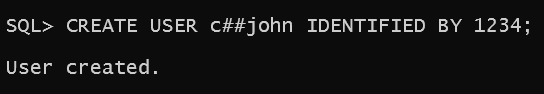 SQL> CREATE USER c##john IDENTIFIED BY 1234;
User created.